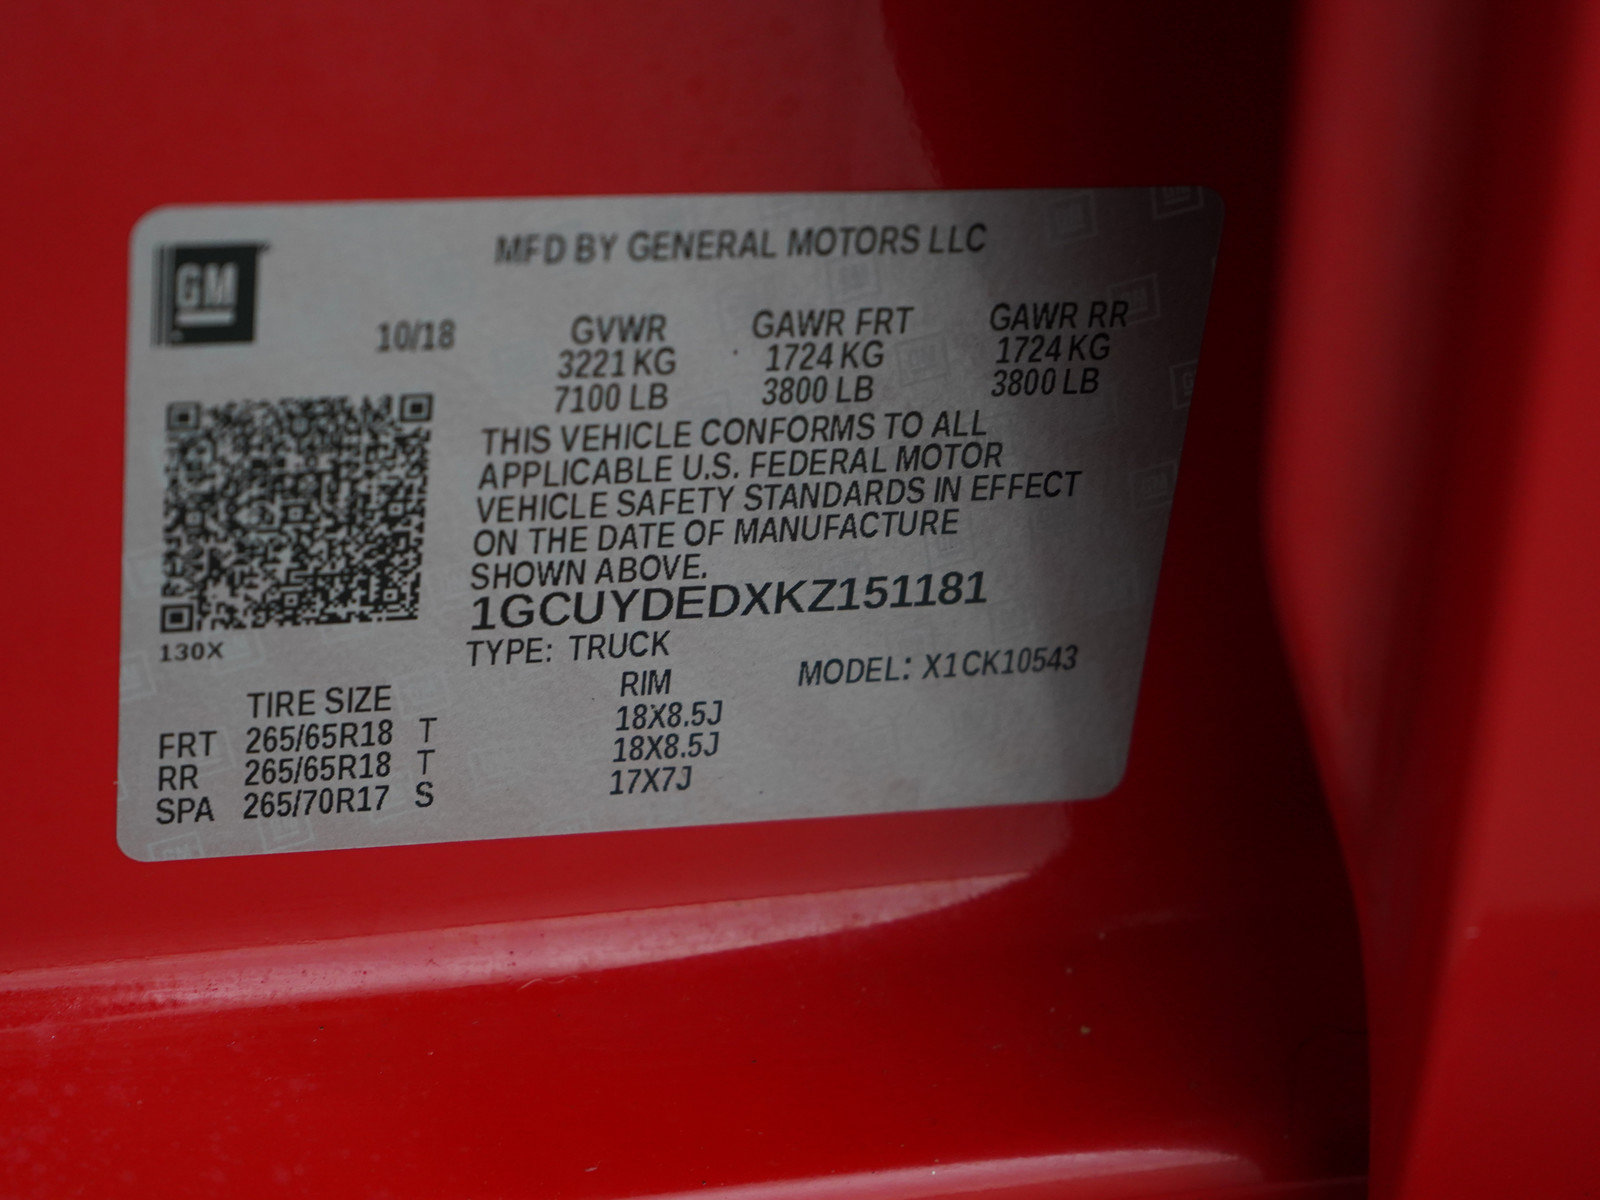 GM
MFD BY GENERAL MOTORS LLC
10/18
GVWR GAWR FRT GAWR RR
3221 KG 1724 KG 1724 KG
7100 LB 3800 LB 3800 LB
THIS VEHICLE CONFORMS TO ALL
APPLICABLE U.S. FEDERAL MOTOR
VEHICLE SAFETY STANDARDS IN EFFECT
ON THE DATE OF MANUFACTURE
SHOWN ABOVE.
1GCUYDEDXKZ151181
130X
TYPE: TRUCK
MODEL: X1CK10543
TIRE SIZE RIM
FRT 265/65R18 T 18X8.5J
RR 265/65R18 T 18X8.5J
SPA 265/70R17 S 17X7J